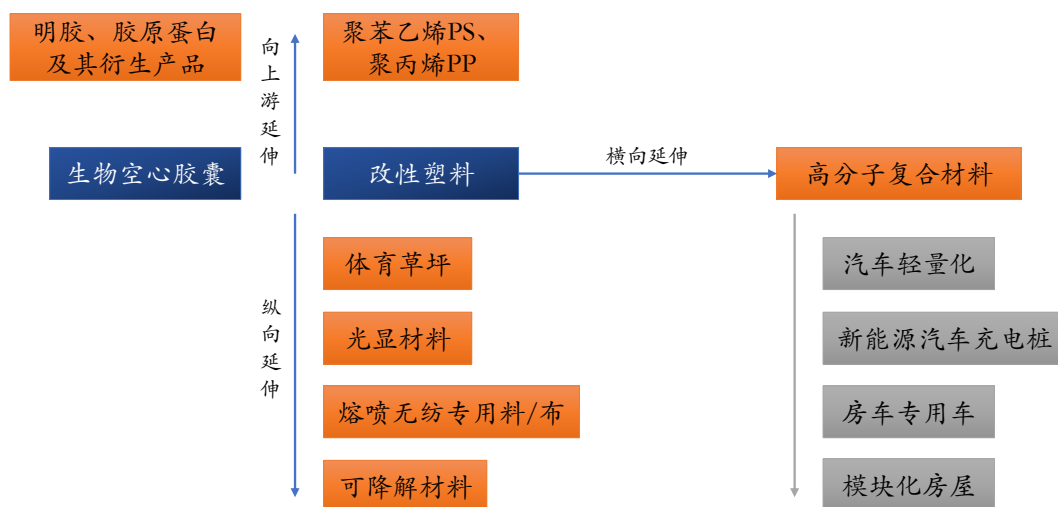 明胶、胶原蛋白
及其衍生产品
向上游延伸
聚苯乙烯PS、
聚丙烯PP
生物空心胶囊
改性塑料
横向延伸
高分子复合材料
纵向延伸
体育草坪
光显材料
熔喷无纺专用料/布
可降解材料
汽车轻量化
新能源汽车充电桩
房车专用车
模块化房屋